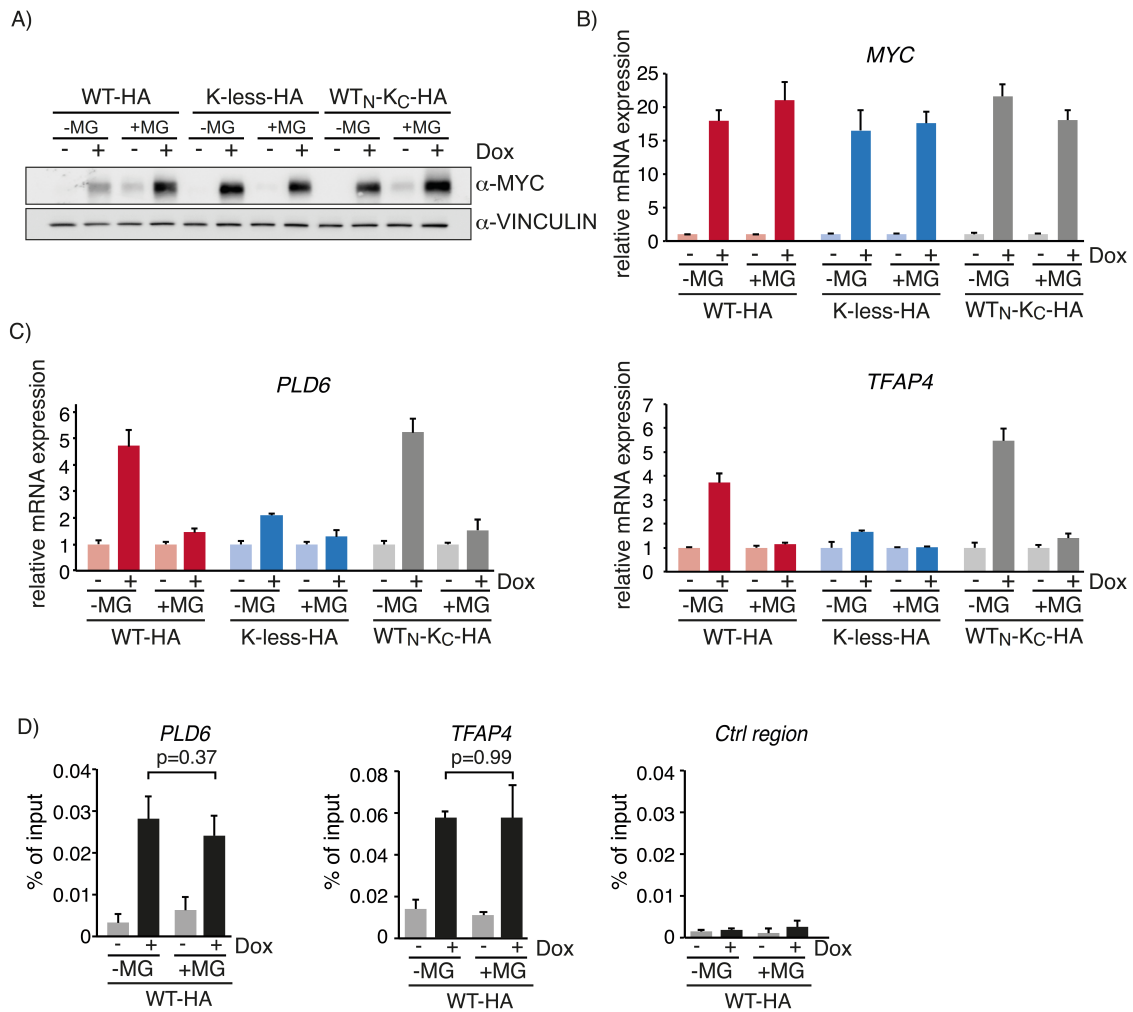 A)
WT-HA K-less-HA WTN-KC-HA
-MG +MG -MG +MG -MG +MG
- + - + - + - + - + - + Dox
α-MYC
α-VINCULIN
B)
MYC
relative mRNA expression
25
20
15
10
5
0
- + - + - + - + - + - + Dox
-MG +MG -MG +MG -MG +MG
WT-HA K-less-HA WTN-KC-HA
C)
PLD6
relative mRNA expression
6
5
4
3
2
1
0
- + - + - + - + - + - + Dox
-MG +MG -MG +MG -MG +MG
WT-HA K-less-HA WTN-KC-HA
TFAP4
relative mRNA expression
7
6
5
4
3
2
1
0
- + - + - + - + - + - + Dox
-MG +MG -MG +MG -MG +MG
WT-HA K-less-HA WTN-KC-HA
D)
PLD6
p=0.37
% of input
0.04
0.03
0.02
0.01
0
- + - + Dox
-MG +MG
WT-HA
TFAP4
p=0.99
% of input
0.08
0.06
0.04
0.02
0
- + - + Dox
-MG +MG
WT-HA
Ctrl region
% of input
0.04
0.03
0.02
0.01
0
- + - + Dox
-MG +MG
WT-HA